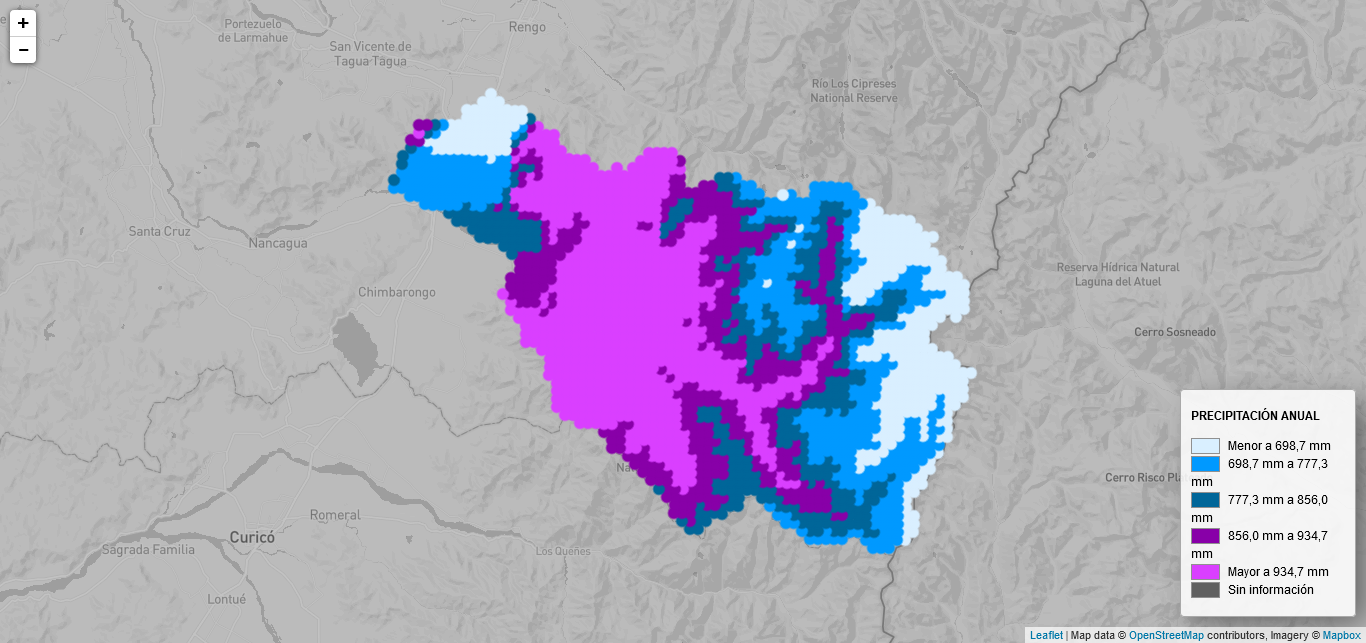 +
−
Portezuelo
de Larmahue
Rengo
San Vicente de
Tagua Tagua
Rio Los Cipreses
National Reserve
Santa Cruz
Nancagua
Chimbarongo
Reserva Hídrica Natural
Laguna del Atuel
Cerro Sosneado
Cerro Risco Pla
Romeral
Curicó
Sagrada Familia
Los Queñes
Lontué
PRECIPITACIÓN ANUAL
Menor a 698,7 mm
698,7 mm a 777,3
mm
777,3 mm a 856,0
mm
856,0 mm a 934,7
mm
Mayor a 934,7 mm
Sin información
Leaflet | Map data © OpenStreetMap contributors, Imagery © Mapbox